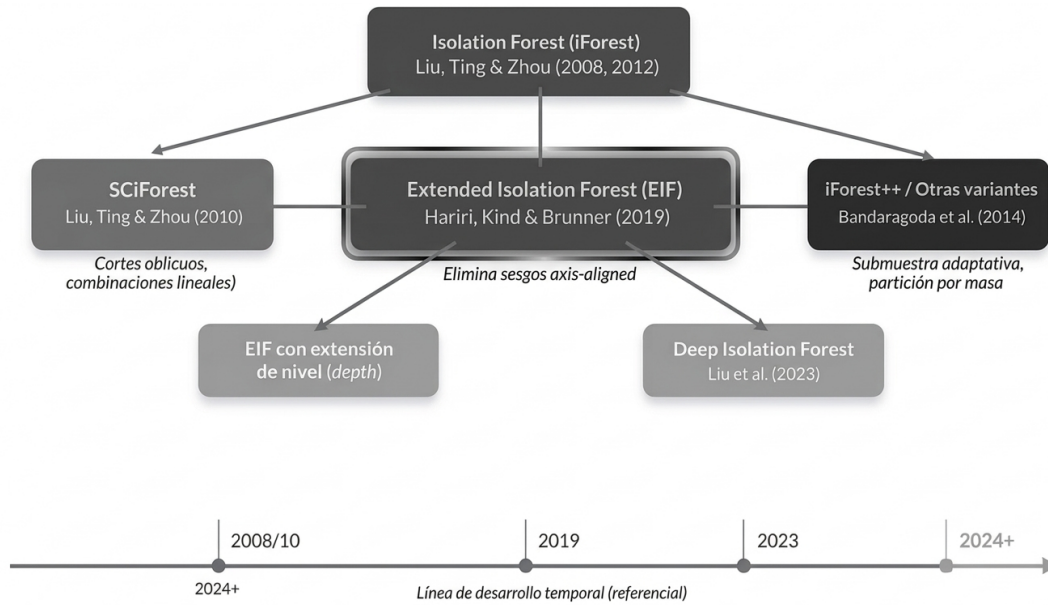 Isolation Forest (iForest)
Liu, Ting & Zhou (2008, 2012)
SCiForest
Liu, Ting & Zhou (2010)
Cortes oblicuos,
combinaciones lineales)
Extended Isolation Forest (EIF)
Hariri, Kind & Brunner (2019)
Elimina sesgos axis-aligned
iForest++ / Otras variantes
Bandaragoda et al. (2014)
Submuestra adaptativa,
partición por masa
EIF con extensión
de nivel (depth)
Deep Isolation Forest
Liu et al. (2023)
2008/10
2019
2023
2024+
2024+
Línea de desarrollo temporal (referencial)